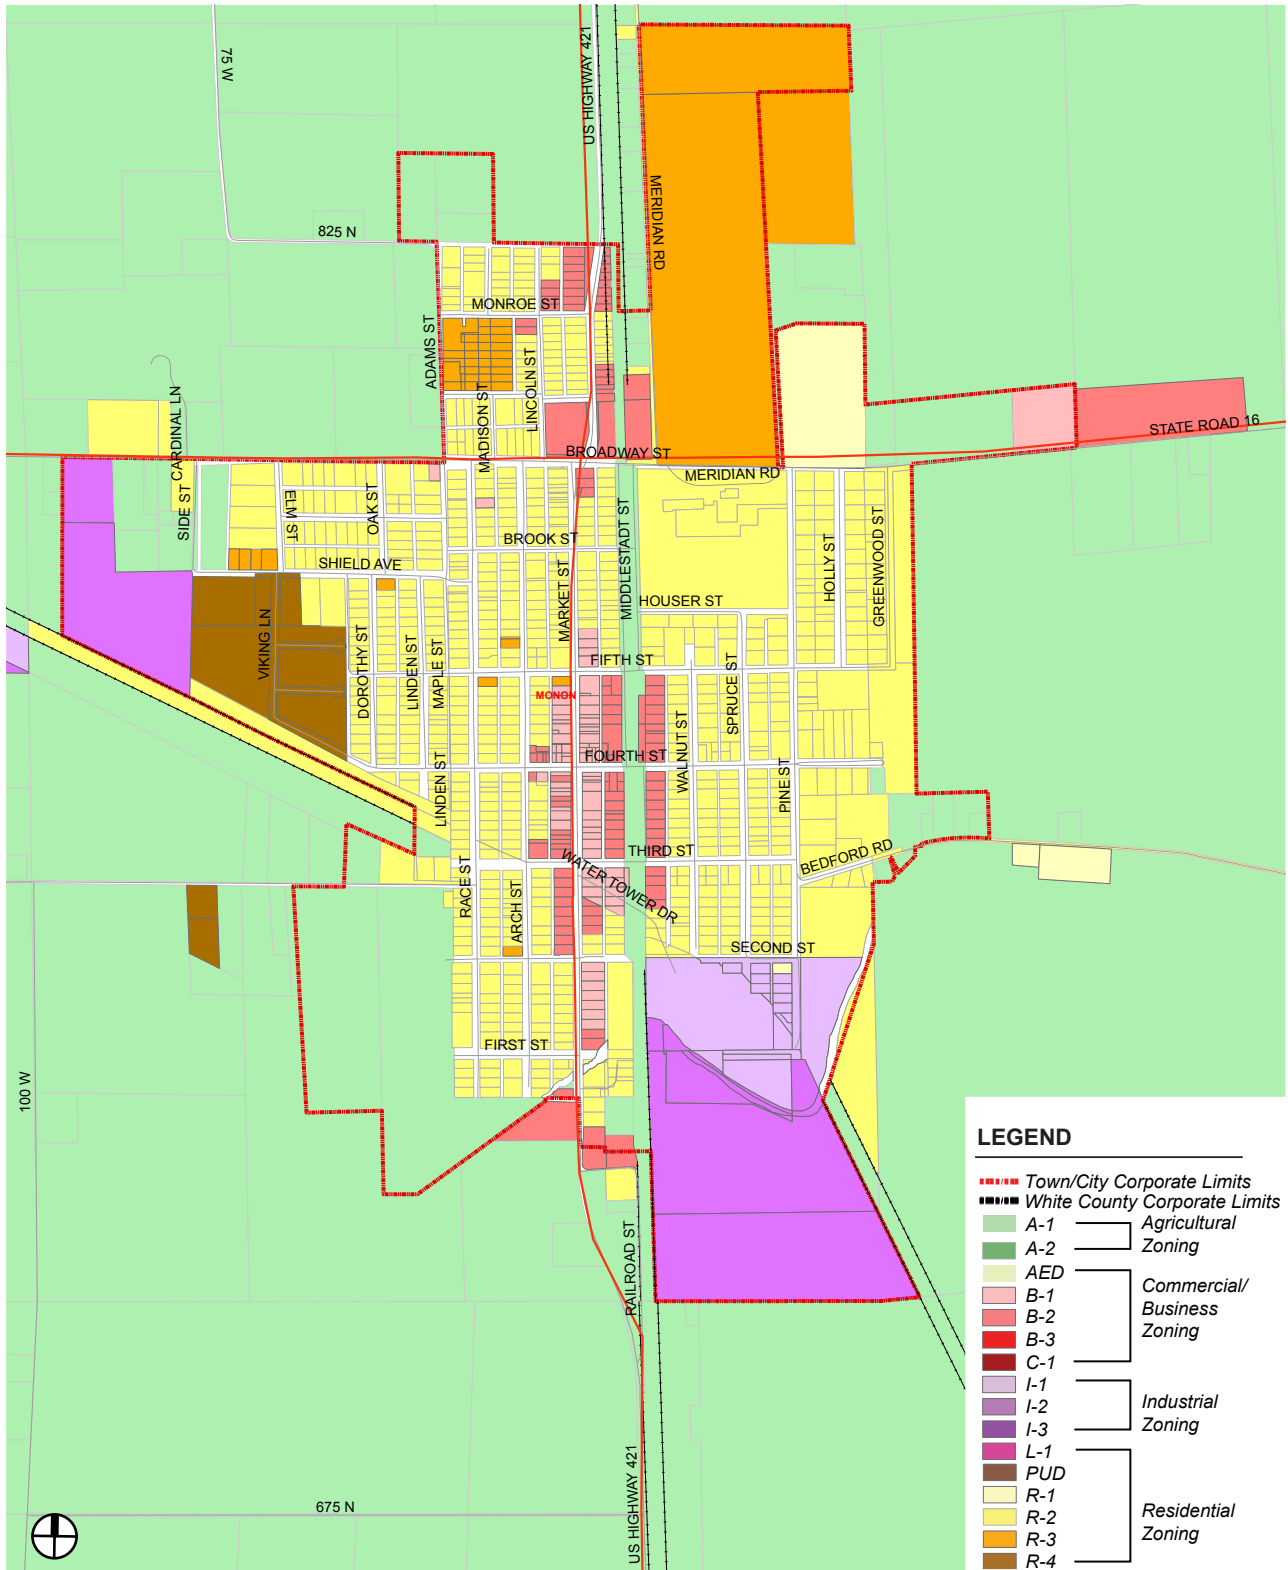 75 W
US HIGHWAY 421
MERIDIAN RD
825 N
MONROE ST
ADAMS ST
LINCOLN ST
MADISON ST
CARDINAL LN
STATE ROAD 16
BROADWAY ST
MERIDIAN RD
SIDE ST
ELM ST
OAK ST
MIDDLESTADT ST
BROOK ST
HOLLY ST
GREENWOOD ST
SHIELD AVE
MARKET ST
HOUSER ST
VIKING LN
DOROTHY ST
LINDEN ST
MAPLE ST
FIFTH ST
SPRUCE ST
MONON
WALNUT ST
FOURTH ST
LINDEN ST
PINE ST
THIRD ST
BEDFORD RD
WATER TOWER DR
RACE ST
ARCH ST
SECOND ST
FIRST ST
100 W
RAILROAD ST
US HIGHWAY 421
675 N
LEGEND
Town/City Corporate Limits
White County Corporate Limits
A-1
A-2
Agricultural
Zoning
AED
B-1
B-2
B-3
C-1
Commercial/
Business
Zoning
I-1
I-2
I-3
Industrial
Zoning
L-1
PUD
R-1
R-2
R-3
R-4
Residential
Zoning